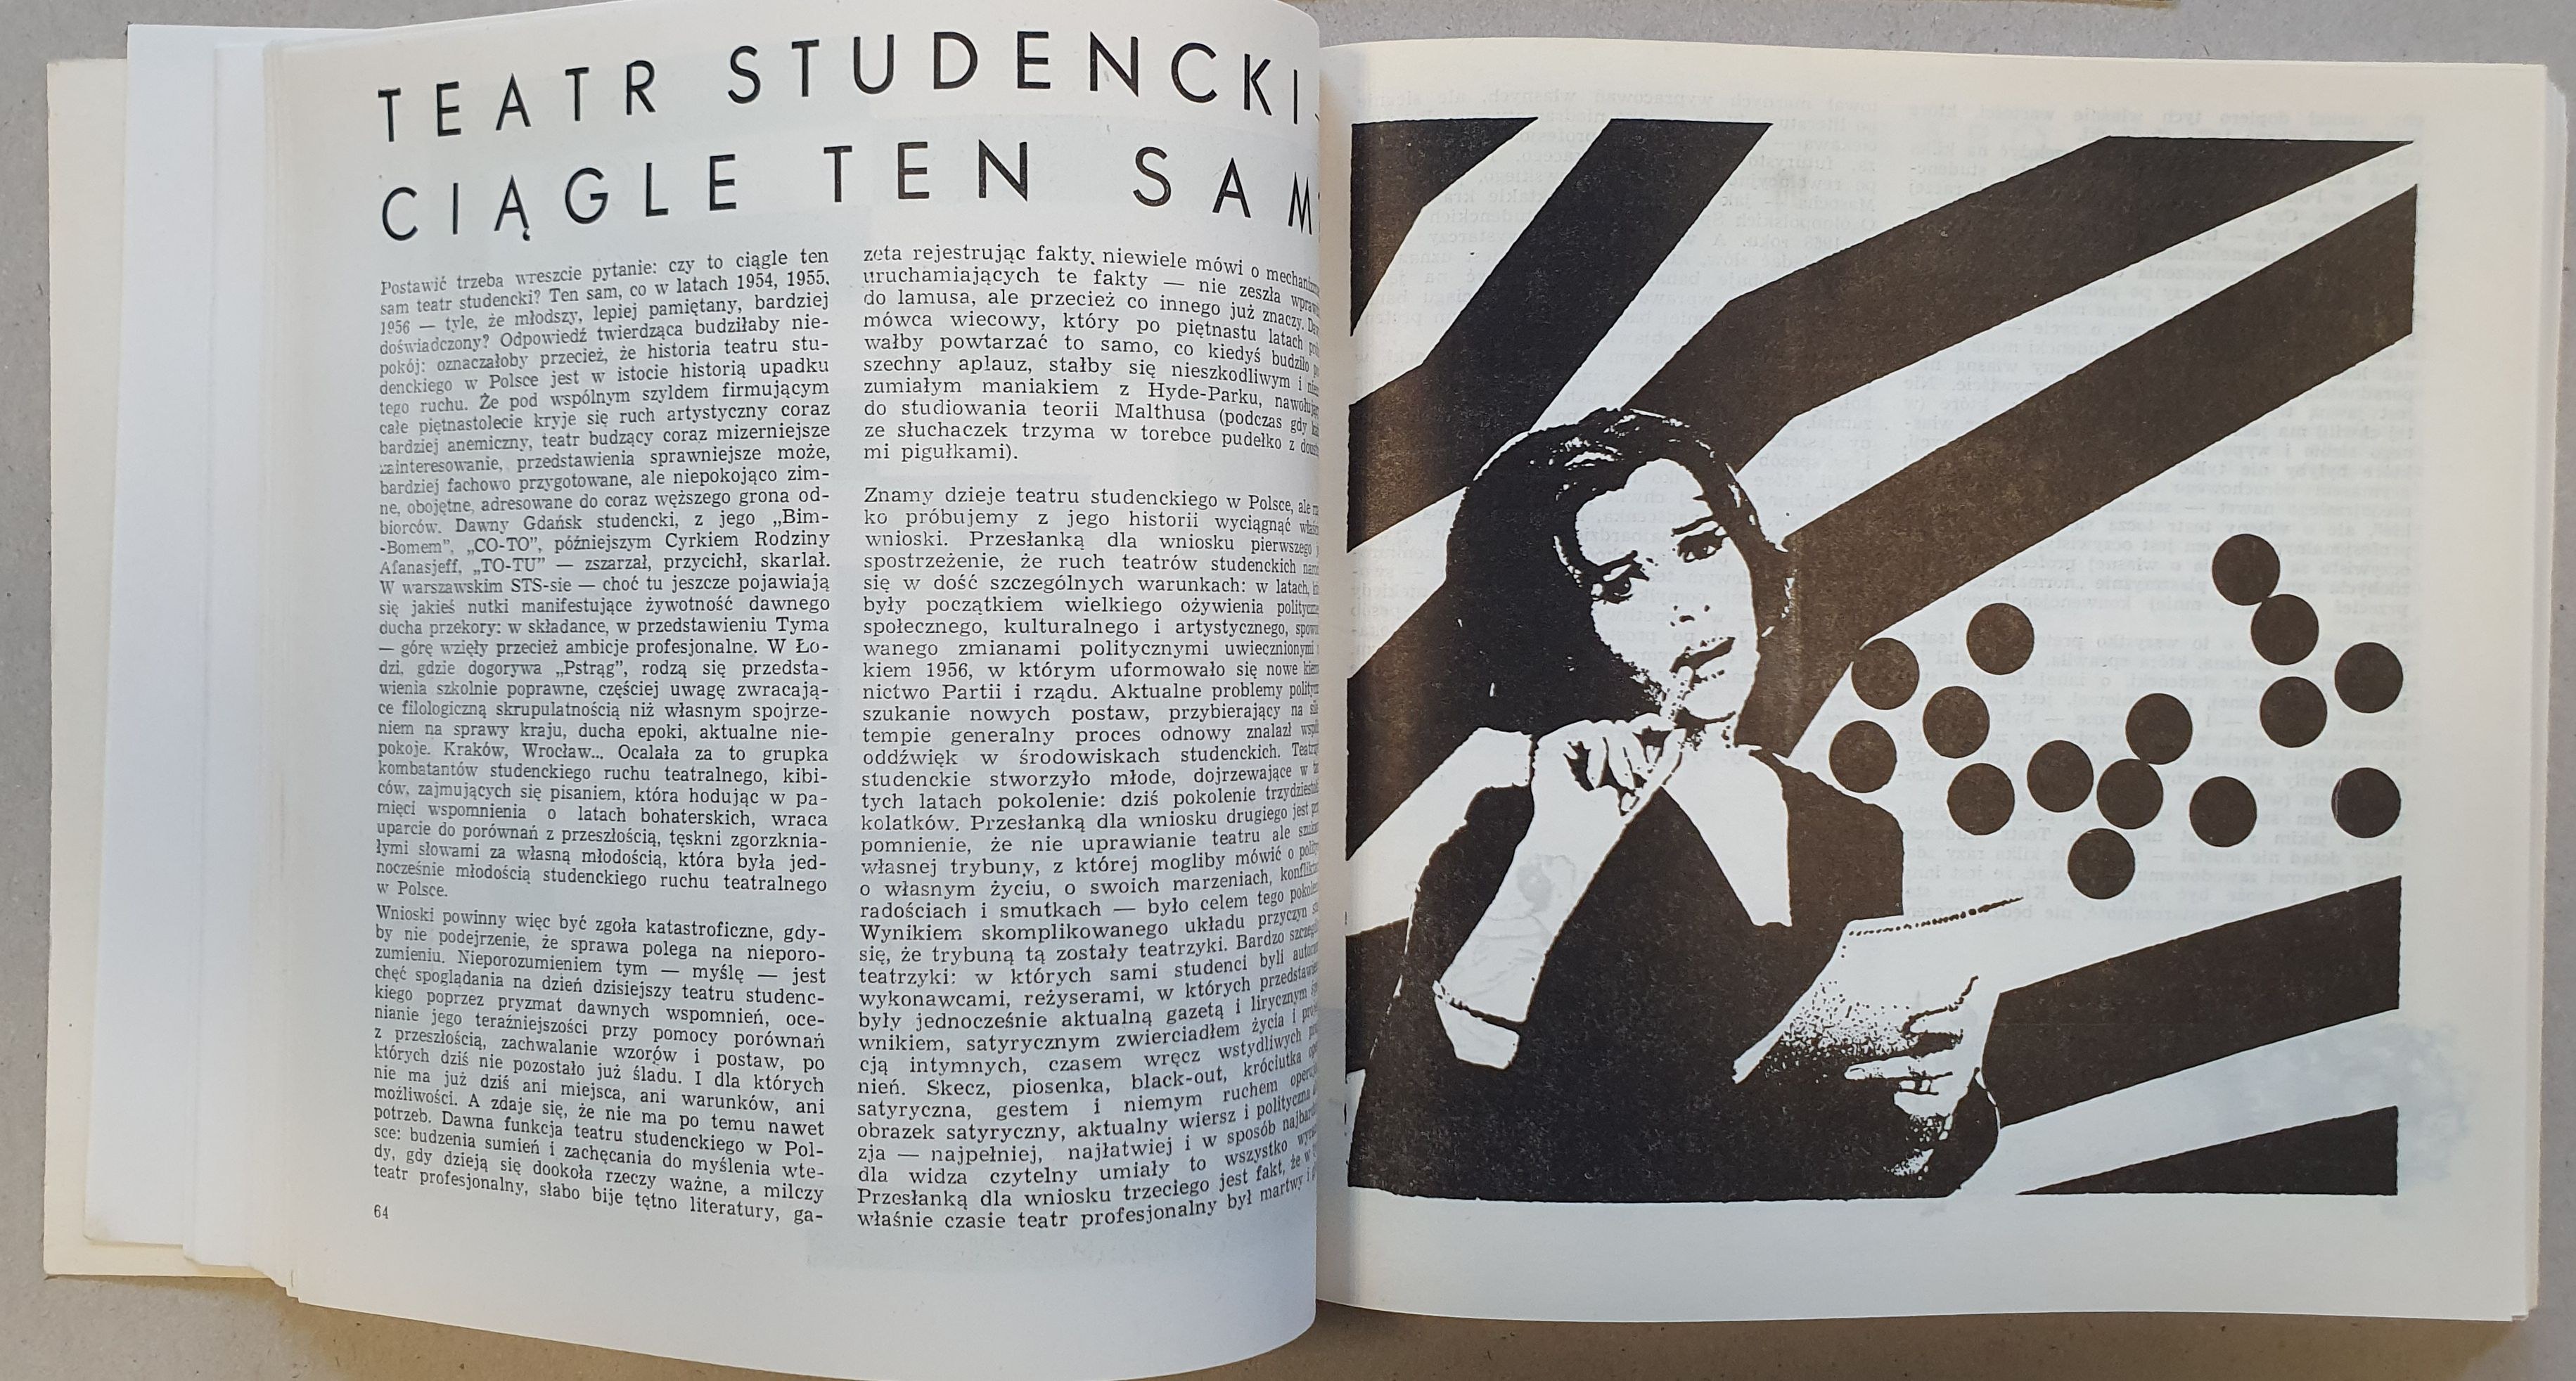 TEATR STUDENCKI
CIĄGLE TEN SAM
Postawić trzeba wreszcie pytanie: czy to ciągle ten
sam teatr studencki? Ten sam, co w latach 1954, 1955,
1956 — tyle, że młodszy, lepiej pamiętany, bardziej
doświadczony? Odpowiedź twierdząca budziłaby nie-
pokój: oznaczałoby przecież, że historia teatru stu-
denckiego w Polsce jest w istocie historią upadku
tego ruchu. Że pod wspólnym szyldem firmującym
całe piętnastolecie kryje się ruch artystyczny coraz
bardziej anemiczny, teatr budzący coraz mizerniejsze
zainteresowanie, przedstawienia sprawniejsze może,
bardziej fachowo przygotowane, ale niepokojąco zim-
ne, obojętne, adresowane do coraz węższego grona od-
biorców. Dawny Gdańsk studencki, z jego „Bim-
-Bomem”, „CO-TO”, późniejszym Cyrkiem Rodziny
Afanasjeff, „TO-TU” — zszarzał, przycichł, skarlał.
W warszawskim STS-sie — choć tu jeszcze pojawiają
się jakieś nutki manifestujące żywotność dawnego
ducha przekory: w składance, w przedstawieniu Tyma
— górę wzięły przecież ambicje profesjonalne. W Ło-
dzi, gdzie dogorywa „Pstrąg”, rodzą się przedsta-
wienia szkolnie poprawne, częściej uwagę zwracają-
ce filologiczną skrupulatnością niż własnym spojrze-
niem na sprawy kraju, ducha epoki, aktualne nie-
pokoje. Kraków, Wrocław... Ocalała za to grupka
kombatantów studenckiego ruchu teatralnego, kibi-
ców, zajmujących się pisaniem, która hodując w pa-
mięci wspomnienia o latach bohaterskich, wraca
uparcie do porównań z przeszłością, tęskni zgorzknia-
łymi słowami za własną młodością, która była jed-
nocześnie młodością studenckiego ruchu teatralnego
w Polsce.
Wnioski powinny więc być zgoła katastroficzne, gdy-
by nie podejrzenie, że sprawa polega na nieporo-
zumieniu. Nieporozumieniem tym — myślę — jest
chęć spoglądania na dzień dzisiejszy teatru studenc-
kiego poprzez pryzmat dawnych wspomnień, oce-
nianie jego teraźniejszości przy pomocy porównań
z przeszłością, zachwalanie wzorów i postaw, po
których dziś nie pozostało już śladu. I dla których
nie ma już dziś ani miejsca, ani warunków, ani
możliwości. A zdaje się, że nie ma po temu nawet
potrzeb. Dawna funkcja teatru studenckiego w Pol-
sce: budzenia sumień i zachęcania do myślenia wte-
dy, gdy dzieją się dookoła rzeczy ważne, a milczy
teatr profesjonalny, słabo bije tętno literatury, ga-
64
zeta rejestrując fakty, niewiele mówi o
uruchamiających te fakty — nie zeszła
do lamusa, ale przecież co innego już znaczy.
mówca wiecowy, który po piętnastu latach
wałby powtarzać to samo, co kiedyś budziło
szechny aplauz, stałby się nieszkodliwym i
zumiałym maniakiem z Hyde-Parku,
do studiowania teorii Malthusa (podczas gdy
ze słuchaczek trzyma w torebce pudełko z
mi pigułkami).
Znamy dzieje teatru studenckiego w Polsce, ale
ko próbujemy z jego historii wyciągnąć
wnioski. Przesłanką dla wniosku pierwszego
spostrzeżenie, że ruch teatrów studenckich
się w dość szczególnych warunkach: w latach,
były początkiem wielkiego ożywienia
społecznego, kulturalnego i artystycznego,
wanego zmianami politycznymi uwiecznionymi
kiem 1956, w którym uformowało się nowe
nictwo Partii i rządu. Aktualne problemy
szukanie nowych postaw, przybierający na
tempie generalny proces odnowy znalazł
oddźwięk w środowiskach studenckich.
studenckie stworzyło młode, dojrzewające w
tych latach pokolenie: dziś pokolenie
kolatków. Przesłanką dla wniosku drugiego jest
pomnienie, że nie uprawianie teatru ale
własnej trybuny, z której mogliby mówić o
o własnym życiu, o swoich marzeniach,
radościach i smutkach — było celem tego
Wynikiem skomplikowanego układu przyczyn
się, że trybuną tą zostały teatrzyki. Bardzo
teatrzyki: w których sami studenci byli
wykonawcami, reżyserami, w których
były jednocześnie aktualną gazetą i lirycznym
wnikiem, satyrycznym zwierciadłem życia i
cją intymnych, czasem wręcz wstydliwych
nień. Skecz, piosenka, black-out, króciutka
satyryczna, gestem i niemym ruchem
obrazek satyryczny, aktualny wiersz i polityczna
zja — najpełniej, najłatwiej i w sposób
dla widza czytelny umiały to wszystko
Przesłanką dla wniosku trzeciego jest fakt, że w
właśnie czasie teatr profesjonalny był martwy i